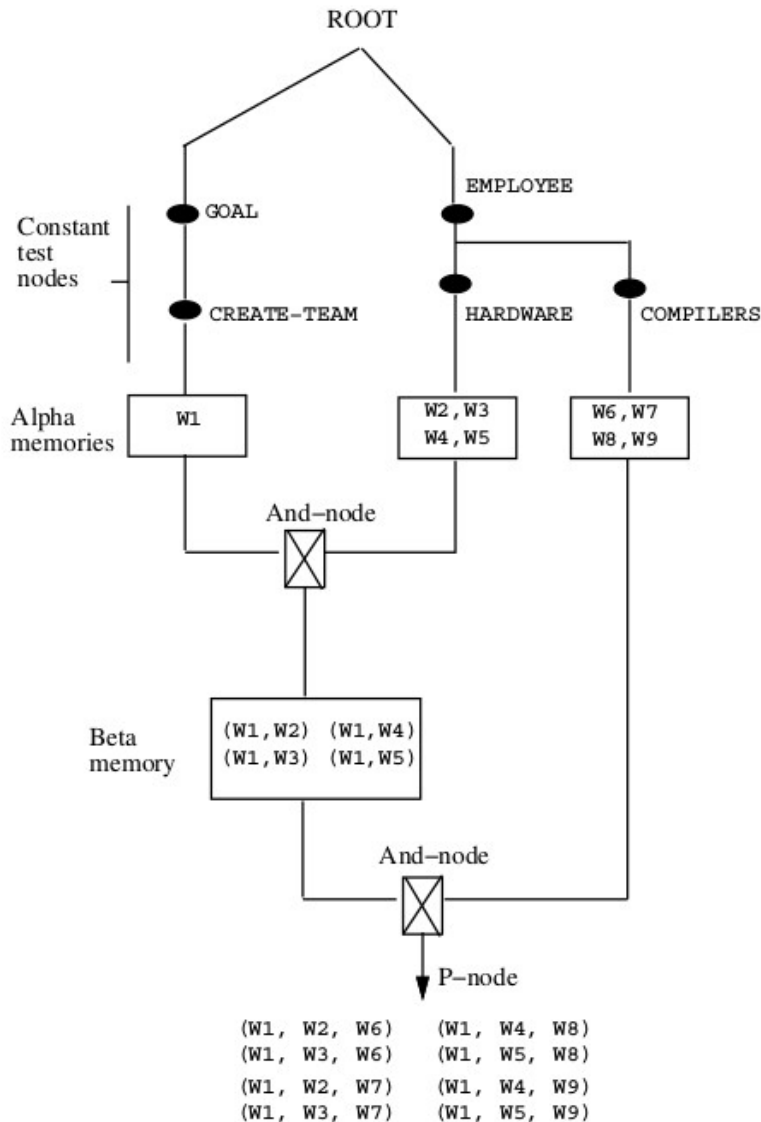 ROOT
EMPLOYEE
GOAL
Constant
test
nodes
CREATE-TEAM
HARDWARE
COMPILERS
Alpha
memories
W1
W2,W3
W4,W5
W6,W7
W8,W9
And-node
Beta
memory
(W1,W2) (W1,W4)
(W1,W3) (W1,W5)
And-node
P-node
(W1, W2, W6) (W1, W4, W8)
(W1, W3, W6) (W1, W5, W8)
(W1, W2, W7) (W1, W4, W9)
(W1, W3, W7) (W1, W5, W9)